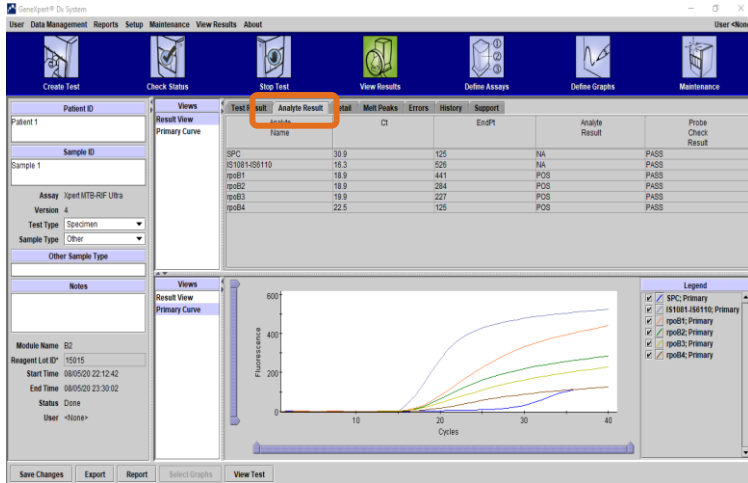 GeneXpert® Dx System
User Data Management Reports Setup Maintenance View Results About
User <None
Create Test Check Status Stop Test View Results Define Assays Define Graphs Maintenance
Patient ID
Patient 1
Sample ID
Sample 1
Assay Xpert MTB-RIF Ultra
Version 4
Test Type Specimen
Sample Type Other
Other Sample Type
Notes
Module Name B2
Reagent Lot ID* 15015
Start Time 08/05/20 22:12:42
End Time 08/05/20 23:30:02
Status Done
User <None>
Views
Result View
Primary Curve
Test Result Analyte Result Detail Melt Peaks Errors History Support
Analyte Name Ct EndPt Analyte Result Probe Check Result
SPC 30.9 125 NA PASS
IS1081-IS6110 16.3 526 NA PASS
rpoB1 18.9 441 POS PASS
rpoB2 18.9 284 POS PASS
rpoB3 19.9 227 POS PASS
rpoB4 22.5 125 POS PASS
Views
Result View
Primary Curve
Fluorescence
600
400
200
0
10 20 30 40
Cycles
Legend
SPC; Primary
IS1081-IS6110; Primary
rpoB1; Primary
rpoB2; Primary
rpoB3; Primary
rpoB4; Primary
Save Changes Export Report Select Graphs View Test